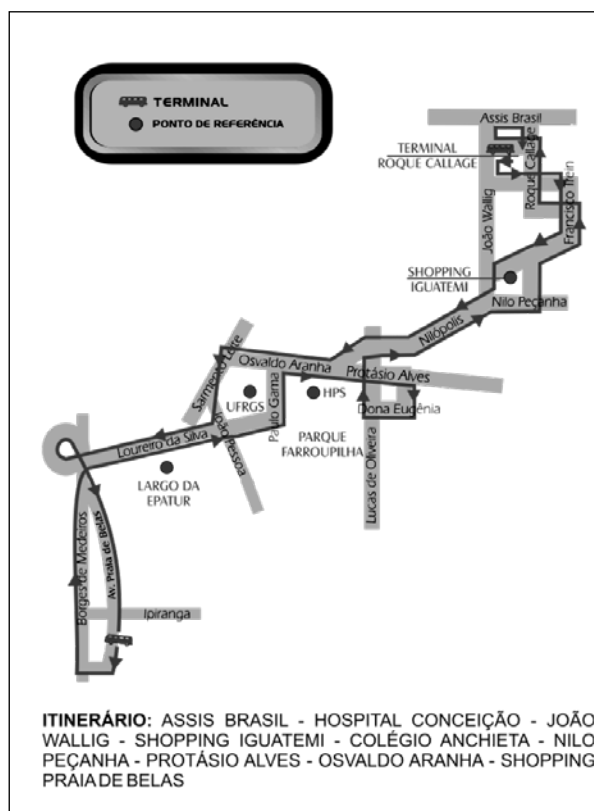 TERMINAL
PONTO DE REFERÊNCIA
Assis Brasil
TERMINAL
ROQUE CALLAGE
Roque Callage
Francisco Trein
João Wallig
SHOPPING
IGUATEMI
Nilo Peçanha
Nilópolis
Sarmento Leite
Osvaldo Aranha
Protásio Alves
UFRGS
Paulo Gama
HPS
Dona Eugênia
João Pessoa
PARQUE
FARROUPILHA
Lucas de Oliveira
Loureiro da Silva
LARGO DA
EPATUR
Borges de Medeiros
Av. Praia de Belas
Ipiranga
ITINERÁRIO: ASSIS BRASIL - HOSPITAL CONCEIÇÃO - JOÃO
WALLIG - SHOPPING IGUATEMI - COLÉGIO ANCHIETA - NILO
PEÇANHA - PROTÁSIO ALVES - OSVALDO ARANHA - SHOPPING
PRAIA DE BELAS